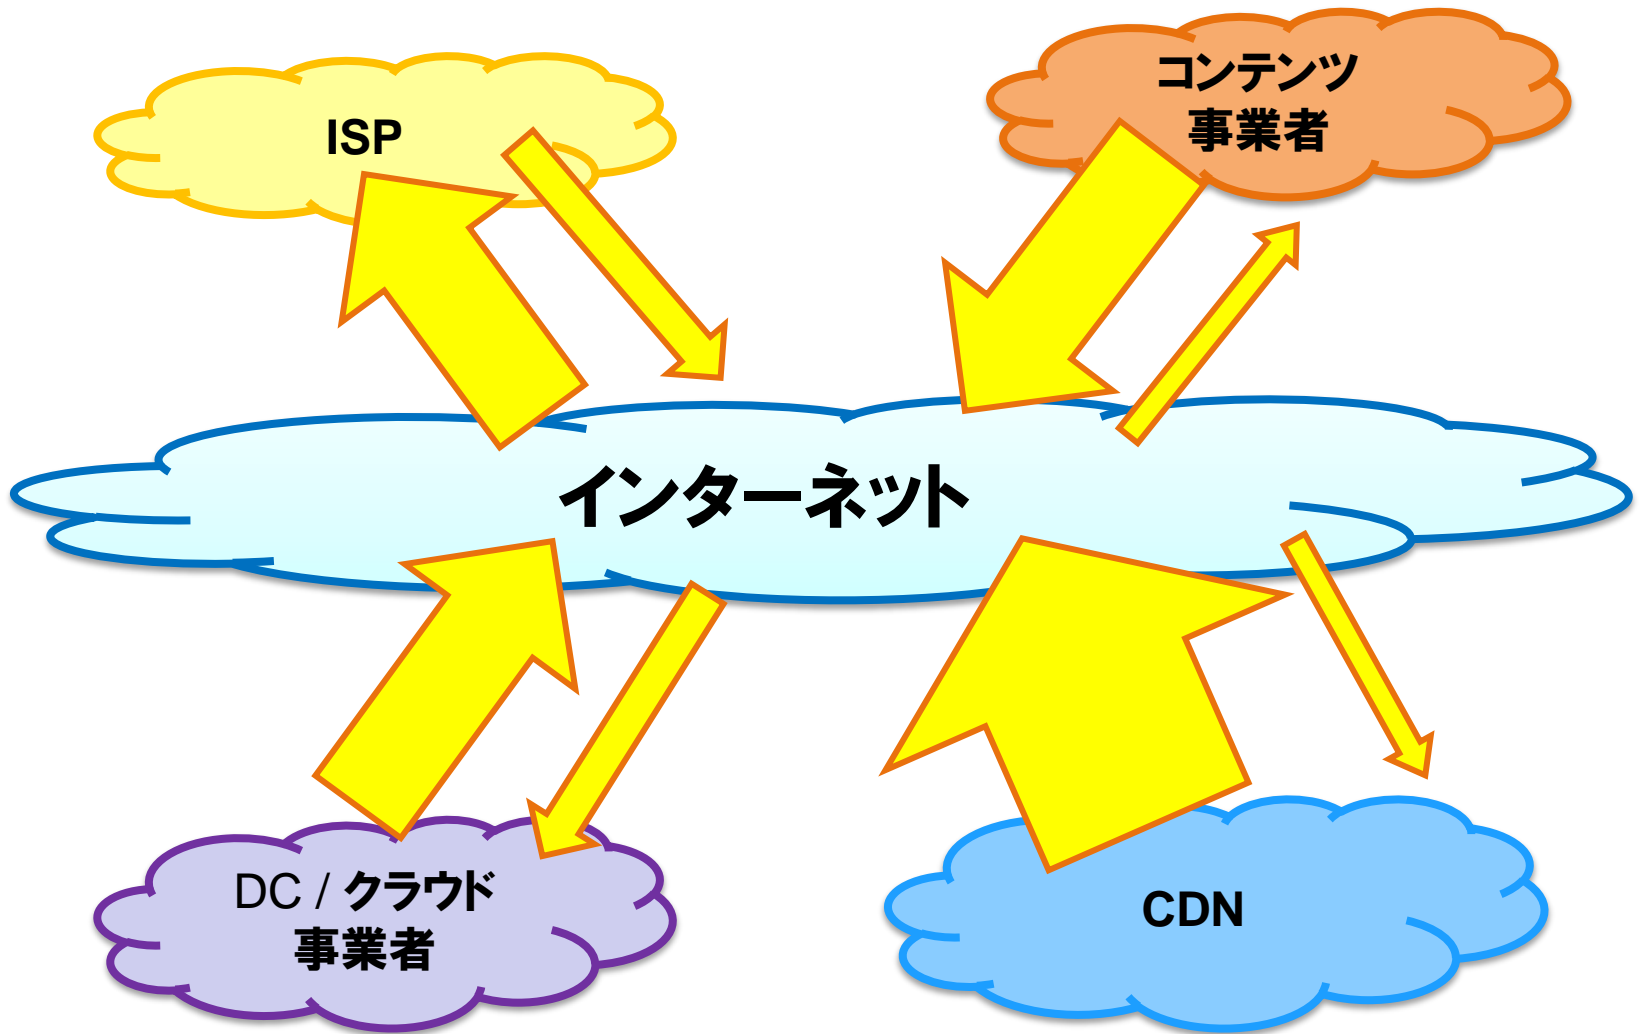 ISP
コンテンツ
事業者
インターネット
DC / クラウド
事業者
CDN